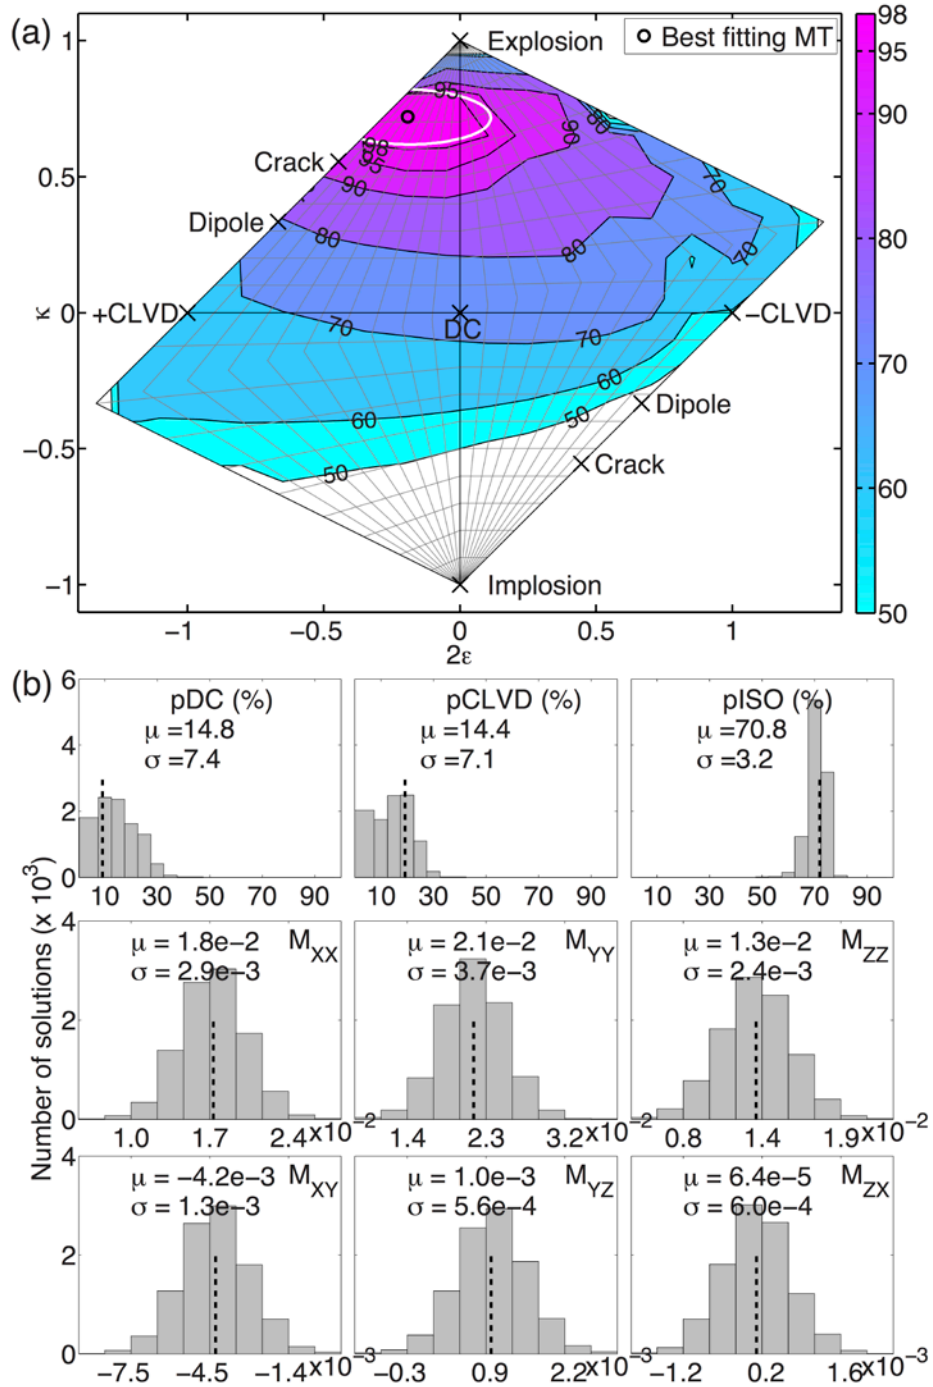 (a)
1
0.5
0
−0.5
−1
κ
−1
−0.5
0
0.5
1
2ε
Explosion
Best fitting MT
Crack
Dipole
+CLVD
DC
−CLVD
Dipole
Crack
Implosion
95
98
95
90
90
80
80
80
70
70
70
70
60
60
50
50
98
95
90
80
70
60
50
(b)
Number of solutions (x 10³)
pDC (%)
μ =14.8
σ =7.4
pCLVD (%)
μ =14.4
σ =7.1
pISO (%)
μ =70.8
σ =3.2
6
4
2
0
10 30 50 70 90
10 30 50 70 90
10 30 50 70 90
μ = 1.8e−2 M_XX
σ = 2.9e−3
μ = 2.1e−2 M_YY
σ = 3.7e−3
μ = 1.3e−2 M_ZZ
σ = 2.4e−3
4
2
0
1.0 1.7 2.4 x10⁻²
1.4 2.3 3.2 x10⁻²
0.8 1.4 1.9 x10⁻²
μ = −4.2e−3 M_XY
σ = 1.3e−3
μ = 1.0e−3 M_YZ
σ = 5.6e−4
μ = 6.4e−5 M_ZX
σ = 6.0e−4
4
2
0
−7.5 −4.5 −1.4 x10⁻³
−0.3 0.9 2.2 x10⁻³
−1.2 0.2 1.6 x10⁻³